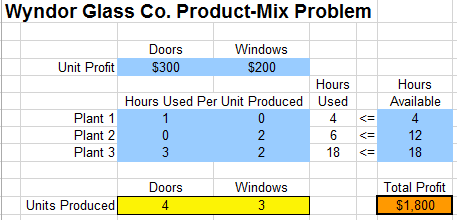 Wyndor Glass Co. Product-Mix Problem
Doors Windows
Unit Profit $300 $200
Hours Hours
Hours Used Per Unit Produced Used Available
Plant 1 1 0 4 <= 4
Plant 2 0 2 6 <= 12
Plant 3 3 2 18 <= 18
Doors Windows Total Profit
Units Produced 4 3 $1,800